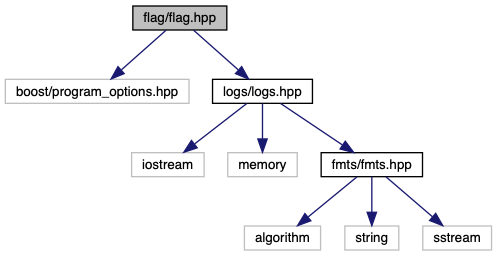 flag/flag.hpp
boost/program_options.hpp
logs/logs.hpp
iostream
memory
fmts/fmts.hpp
algorithm
string
sstream